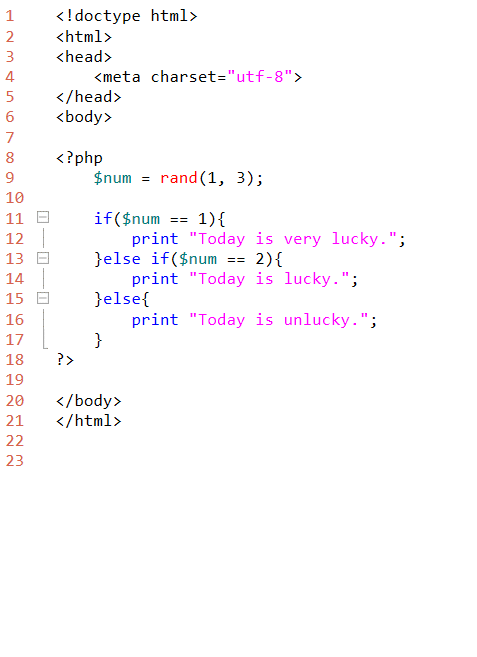 1 <!doctype html>
2 <html>
3 <head>
4     <meta charset="utf-8">
5 </head>
6 <body>
7
8 <?php
9     $num = rand(1, 3);
10
11     if($num == 1){
12         print "Today is very lucky.";
13     }else if($num == 2){
14         print "Today is lucky.";
15     }else{
16         print "Today is unlucky.";
17     }
18 ?>
19
20 </body>
21 </html>
22
23